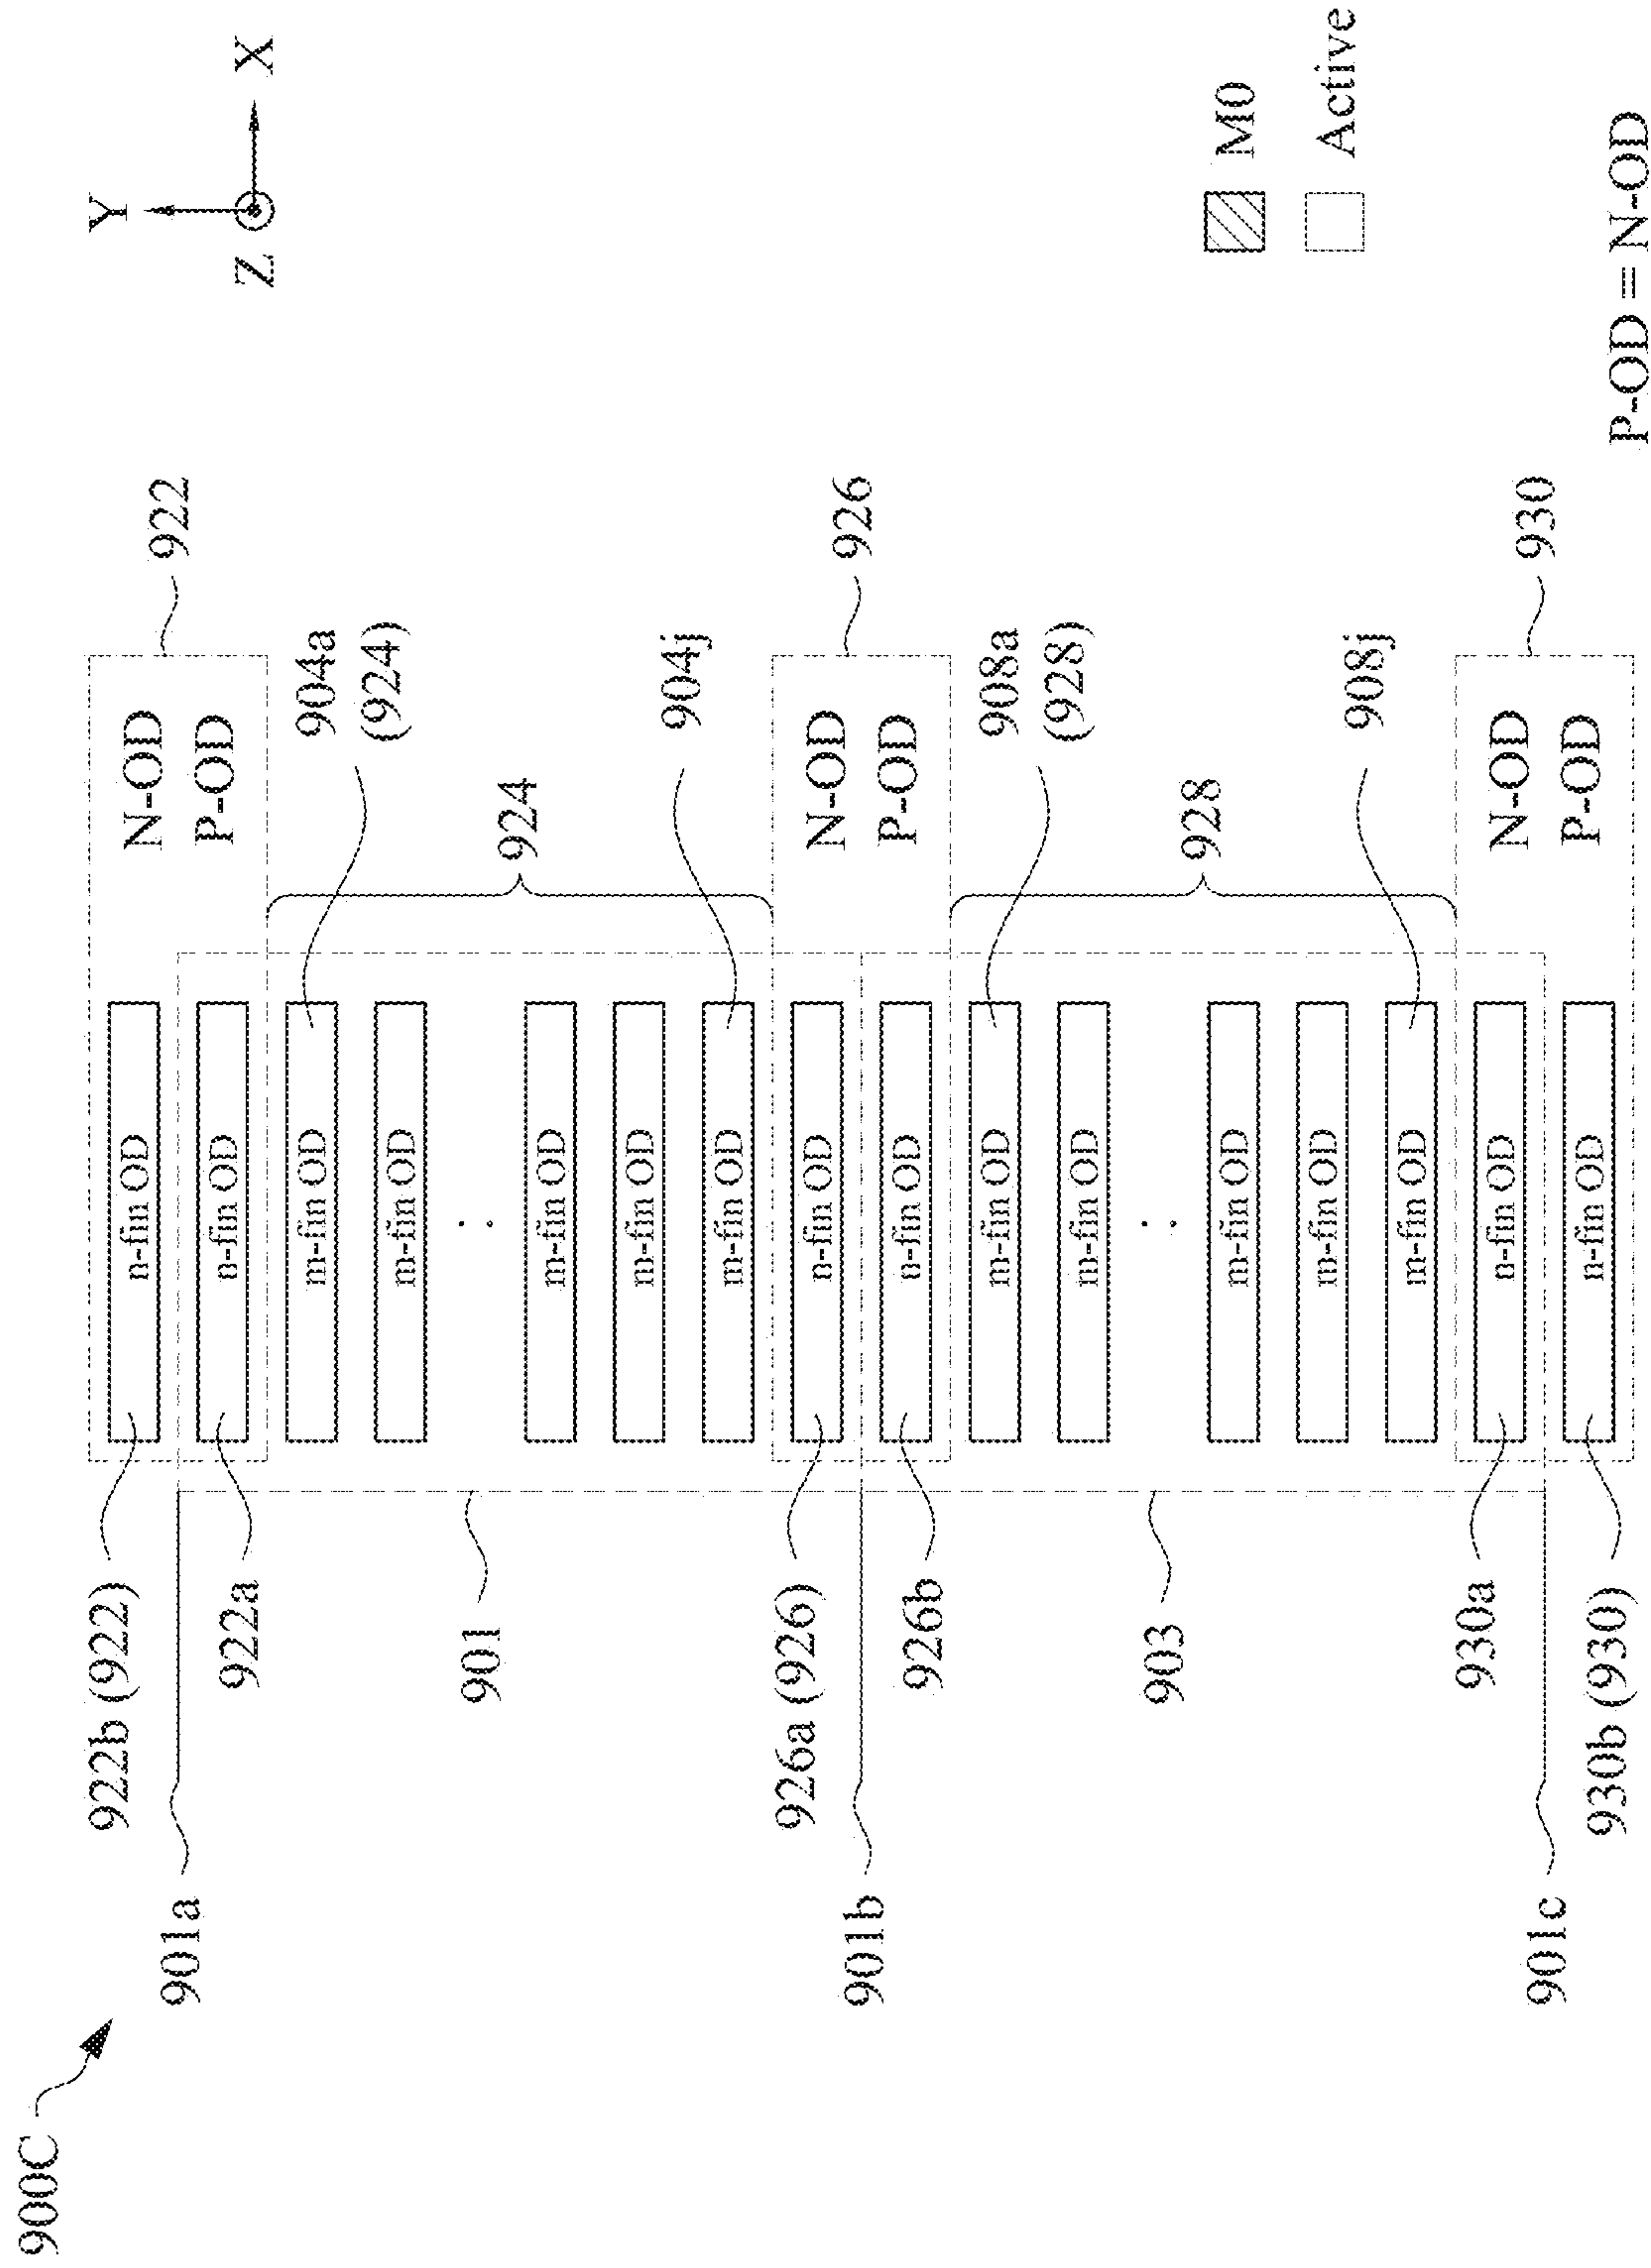 900C
922b (922)
n-fin OD
N-OD
Y
901a
922
922a
n-fin OD
P-OD
Z
X
m-fin OD
904a
(924)
m-fin OD
901
924
m-fin OD
m-fin OD
904j
m-fin OD
926a (926)
n-fin OD
N-OD
901b
926
926b
n-fin OD
P-OD
m-fin OD
908a
(928)
m-fin OD
903
928
m-fin OD
M0
m-fin OD
Active
m-fin OD
908j
930a
n-fin OD
N-OD
901c
930
930b (930)
n-fin OD
P-OD
P-OD = N-OD